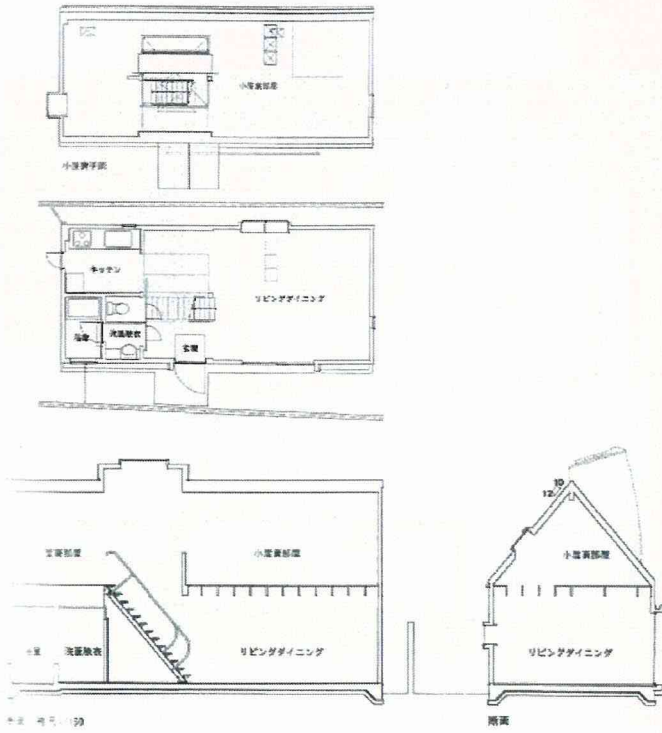 小屋裏部屋
小屋裏平面
キッチン
リビングダイニング
浴室
洗面脱衣
玄関
10
12
小屋裏部屋
小屋裏部屋
洗面脱衣
リビングダイニング
リビングダイニング
断面